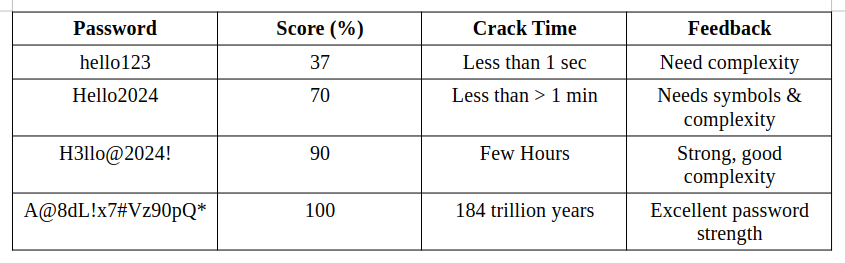 Password Score (%) Crack Time Feedback
hello123 37 Less than 1 sec Need complexity
Hello2024 70 Less than > 1 min Needs symbols &
complexity
H3llo@2024! 90 Few Hours Strong, good
complexity
A@8dL!x7#Vz90pQ* 100 184 trillion years Excellent password
strength